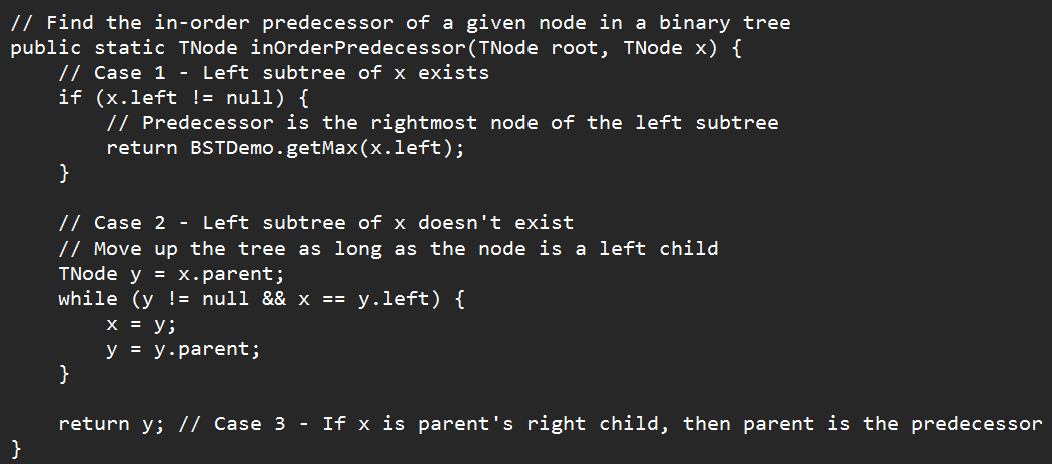 // Find the in-order predecessor of a given node in a binary tree
public static TNode inOrderPredecessor(TNode root, TNode x) {
    // Case 1 - Left subtree of x exists
    if (x.left != null) {
        // Predecessor is the rightmost node of the left subtree
        return BSTDemo.getMax(x.left);
    }

    // Case 2 - Left subtree of x doesn't exist
    // Move up the tree as long as the node is a left child
    TNode y = x.parent;
    while (y != null && x == y.left) {
        x = y;
        y = y.parent;
    }

    return y; // Case 3 - If x is parent's right child, then parent is the predecessor
}